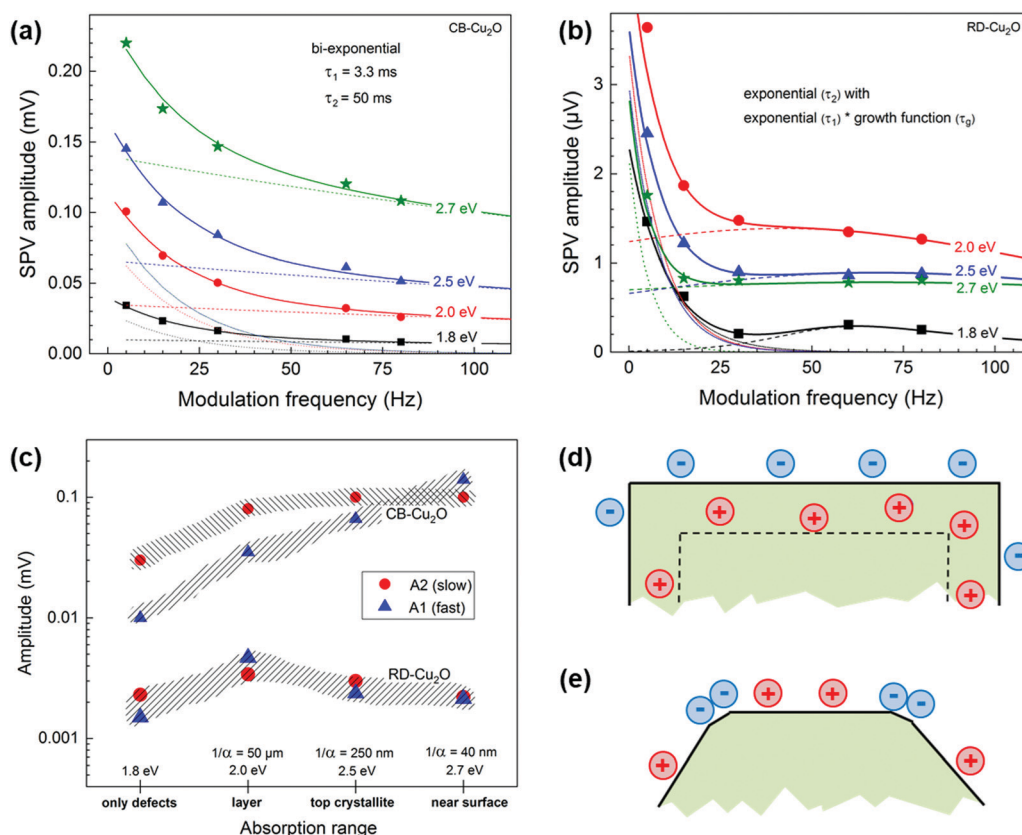 (a)
CB-Cu₂O
bi-exponential
τ₁ = 3.3 ms
τ₂ = 50 ms
2.7 eV
2.5 eV
2.0 eV
1.8 eV
SPV amplitude (mV)
0.20
0.15
0.10
0.05
0.00
0 25 50 75 100
Modulation frequency (Hz)
(b)
RD-Cu₂O
exponential (τ₂) with
exponential (τ₁) * growth function (τg)
2.0 eV
2.5 eV
2.7 eV
1.8 eV
SPV amplitude (µV)
3
2
1
0
0 25 50 75 100
Modulation frequency (Hz)
(c)
CB-Cu₂O
A2 (slow)
A1 (fast)
RD-Cu₂O
Amplitude (mV)
0.1
0.01
0.001
1/α = 50 µm 1/α = 250 nm 1/α = 40 nm
1.8 eV 2.0 eV 2.5 eV 2.7 eV
only defects layer top crystallite near surface
Absorption range
(d)
- - - -
- + + + + -
+ +
(e)
- - + + - -
+ +